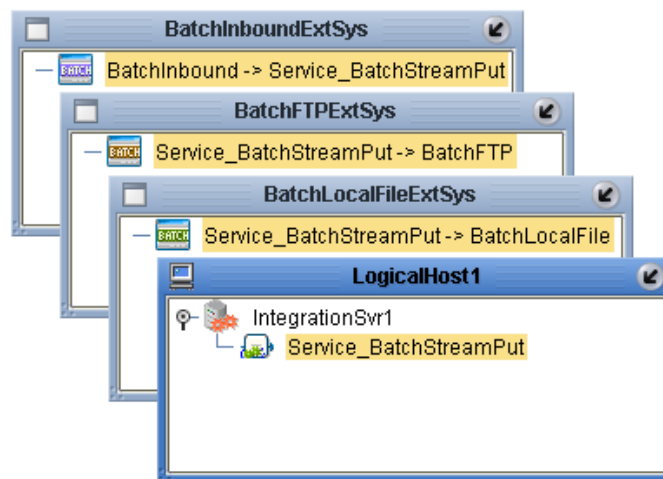 BatchInboundExtSys
BATCH BatchInbound -> Service_BatchStreamPut
BatchFTPExtSys
BATCH Service_BatchStreamPut -> BatchFTP
BatchLocalFileExtSys
BATCH Service_BatchStreamPut -> BatchLocalFile
LogicalHost1
IntegrationSvr1
Service_BatchStreamPut